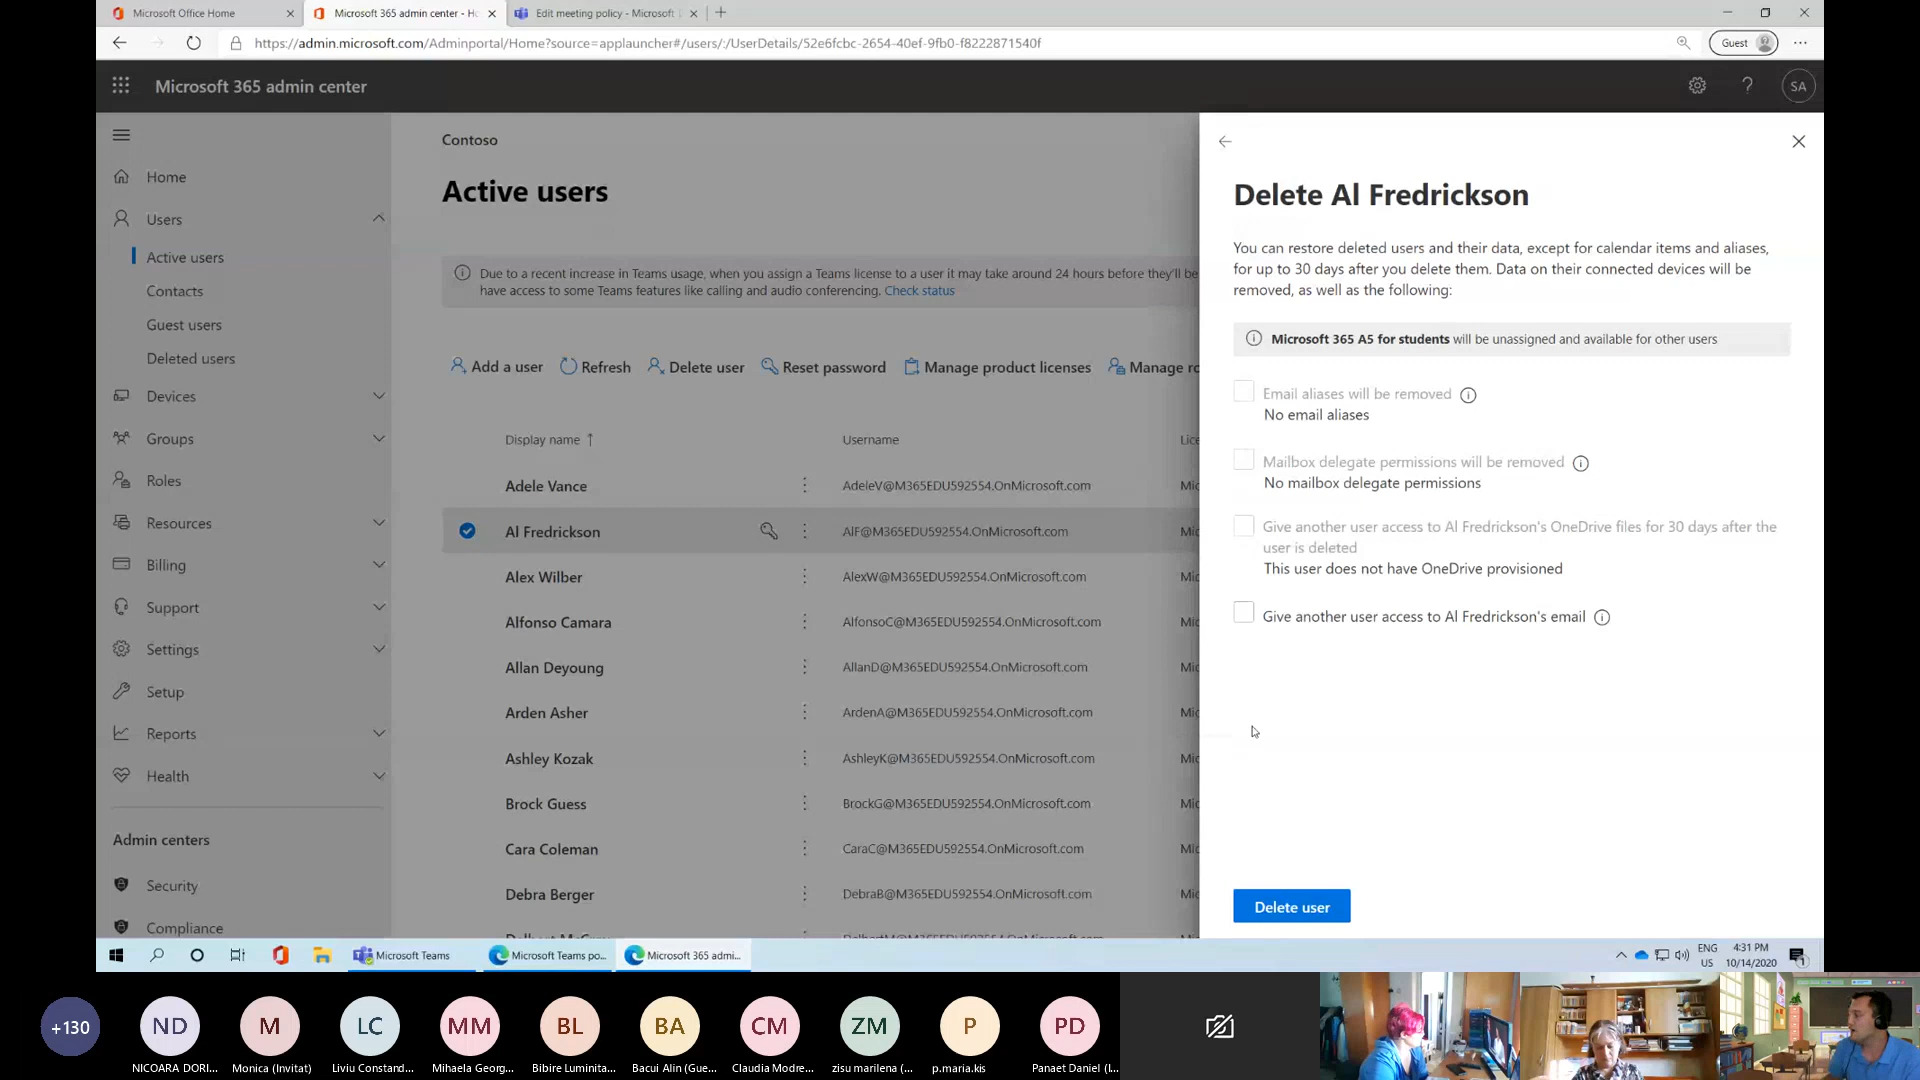 Microsoft Office Home
Microsoft 365 admin center - Ho
Edit meeting policy - Microsoft
https://admin.microsoft.com/Adminportal/Home?source=applauncher#/users/:/UserDetails/52e6fcbc-2654-40ef-9fb0-f8222871540f
Guest
Microsoft 365 admin center
SA
Home
Users
Active users
Contacts
Guest users
Deleted users
Devices
Groups
Roles
Resources
Billing
Support
Settings
Setup
Reports
Health
Admin centers
Security
Compliance
Contoso
Active users
Due to a recent increase in Teams usage, when you assign a Teams license to a user it may take around 24 hours before they'll be
have access to some Teams features like calling and audio conferencing. Check status
Add a user Refresh Delete user Reset password Manage product licenses Manage ro
Display name ↑ Username Lice
Adele Vance AdeleV@M365EDU592554.OnMicrosoft.com Mic
Al Fredrickson AlF@M365EDU592554.OnMicrosoft.com Mic
Alex Wilber AlexW@M365EDU592554.OnMicrosoft.com Mic
Alfonso Camara AlfonsoC@M365EDU592554.OnMicrosoft.com Mic
Allan Deyoung AllanD@M365EDU592554.OnMicrosoft.com Mic
Arden Asher ArdenA@M365EDU592554.OnMicrosoft.com Mic
Ashley Kozak AshleyK@M365EDU592554.OnMicrosoft.com Mic
Brock Guess BrockG@M365EDU592554.OnMicrosoft.com Mic
Cara Coleman CaraC@M365EDU592554.OnMicrosoft.com Mic
Debra Berger DebraB@M365EDU592554.OnMicrosoft.com Mic
Delete Al Fredrickson
You can restore deleted users and their data, except for calendar items and aliases,
for up to 30 days after you delete them. Data on their connected devices will be
removed, as well as the following:
Microsoft 365 A5 for students will be unassigned and available for other users
Email aliases will be removed
No email aliases
Mailbox delegate permissions will be removed
No mailbox delegate permissions
Give another user access to Al Fredrickson's OneDrive files for 30 days after the
user is deleted
This user does not have OneDrive provisioned
Give another user access to Al Fredrickson's email
Delete user
Microsoft Teams
Microsoft Teams po...
Microsoft 365 admi...
ENG
US
4:31 PM
10/14/2020
1
+130
ND
M
LC
MM
BL
BA
CM
ZM
P
PD
NICOARA DORI...
Monica (Invitat)
Liviu Constand...
Mihaela Georg...
Bibire Luminita...
Bacui Alin (Gue...
Claudia Modre...
zisu marilena (...
p.maria.kis
Panaet Daniel (I...